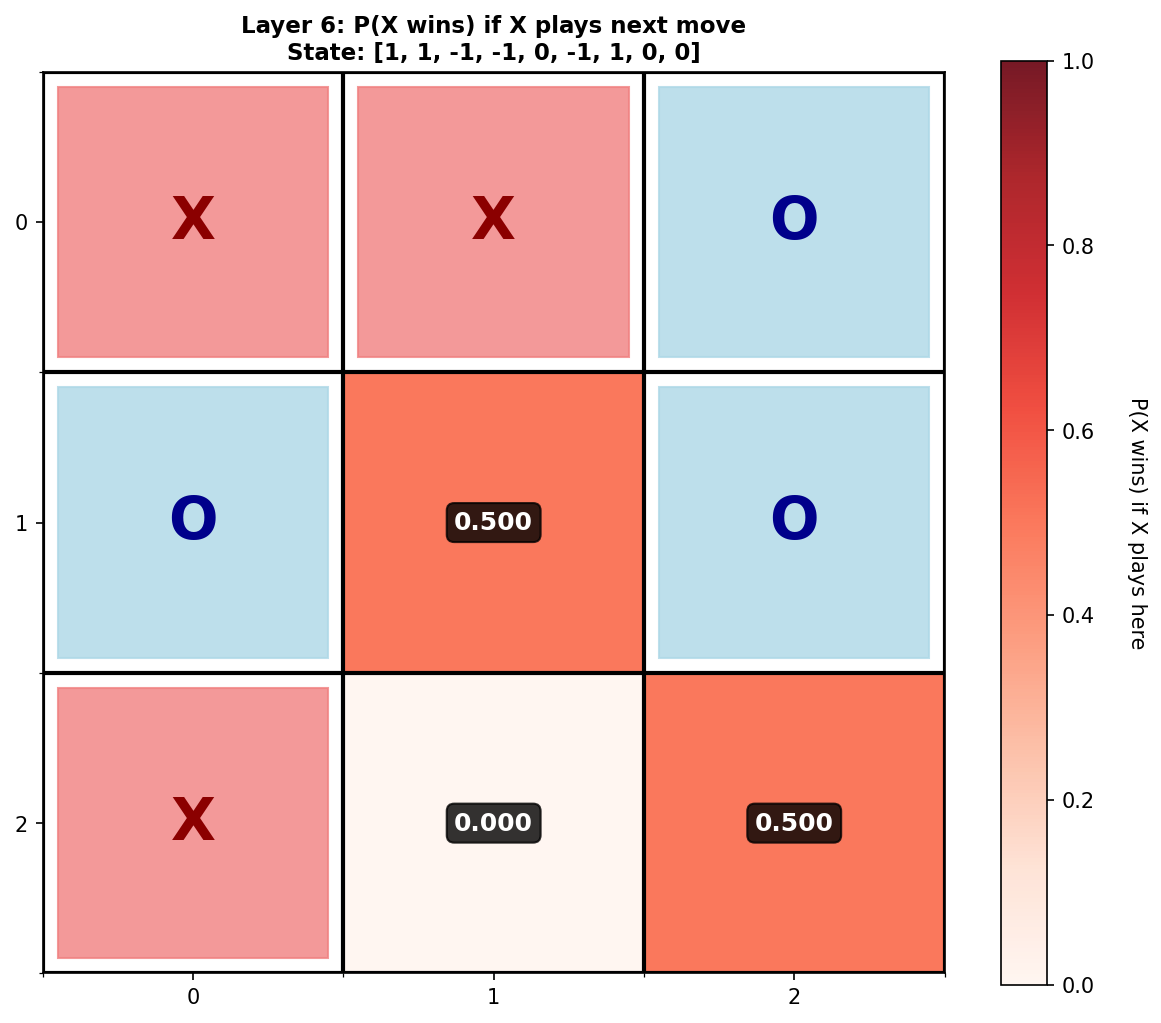 Layer 6: P(X wins) if X plays next move
State: [1, 1, -1, -1, 0, -1, 1, 0, 0]
0
X
X
O
1
O
0.500
O
2
X
0.000
0.500
0
1
2
1.0
0.8
0.6
0.4
0.2
0.0
P(X wins) if X plays here